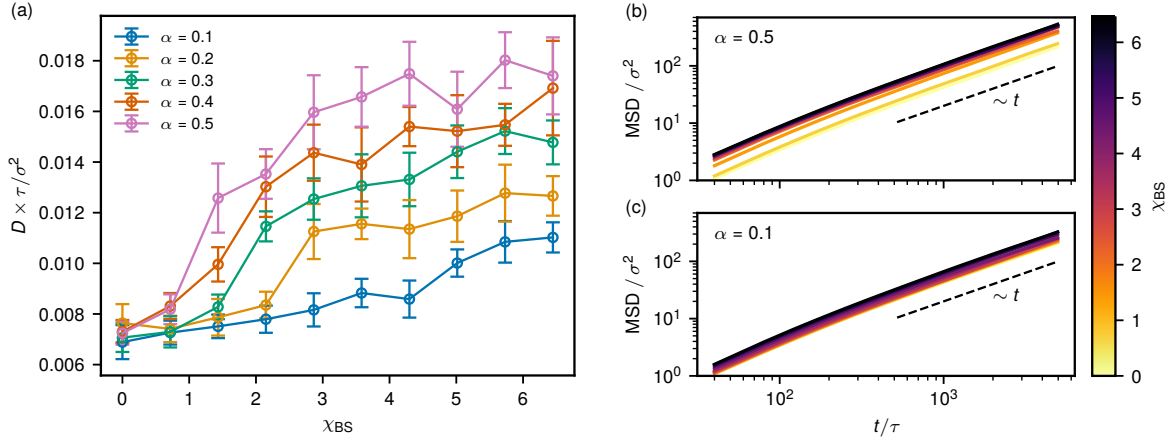 (a)
α = 0.1
α = 0.2
α = 0.3
α = 0.4
α = 0.5
0.018
0.016
0.014
0.012
0.010
0.008
0.006
D × τ/σ²
0 1 2 3 4 5 6
χBS
(b)
α = 0.5
10²
10¹
10⁰
MSD / σ²
~ t
(c)
α = 0.1
10²
10¹
10⁰
MSD / σ²
~ t
10² 10³
t/τ
6
5
4
3
2
1
0
χBS